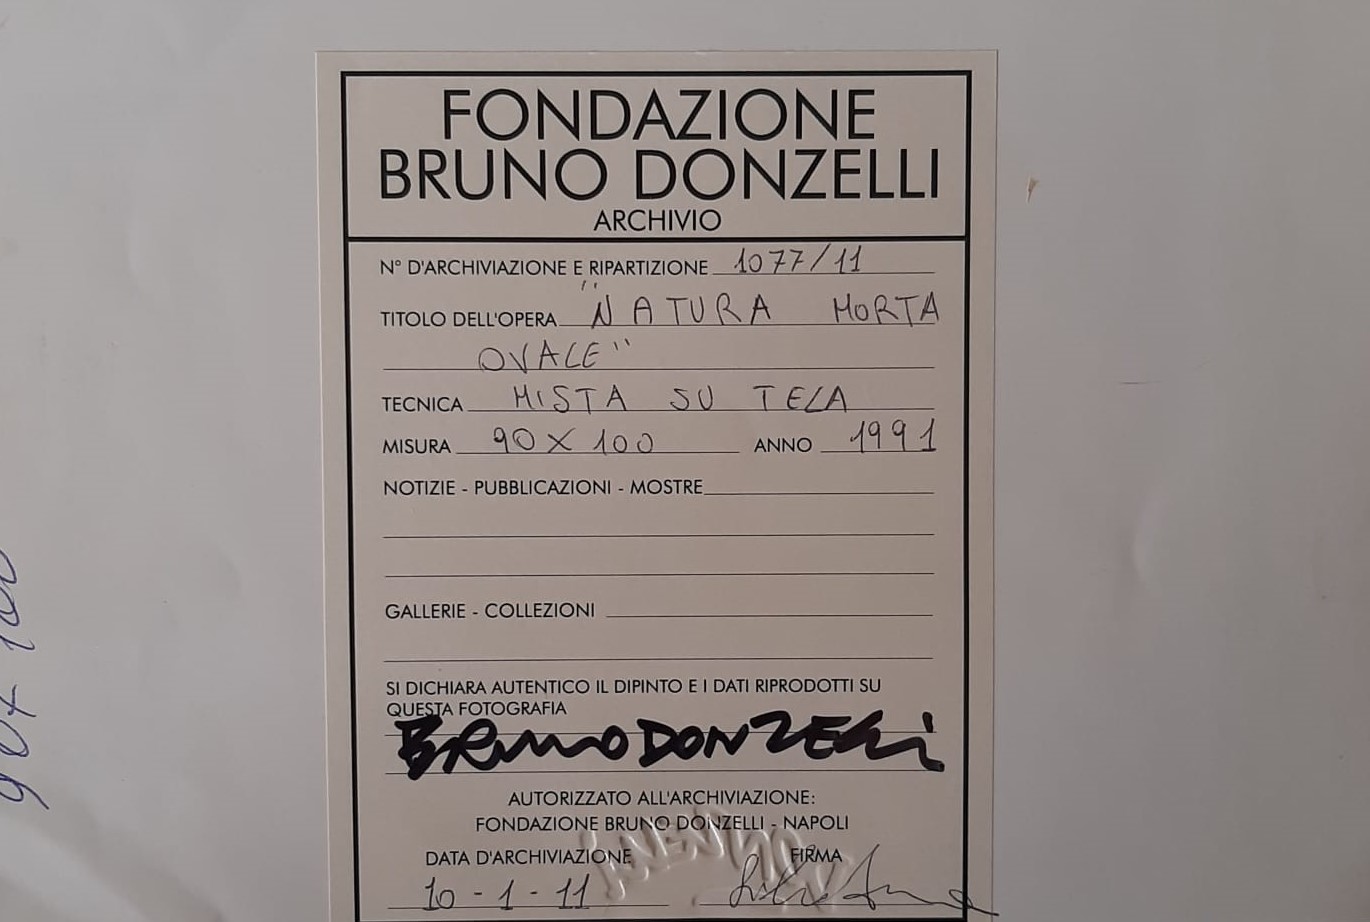 FONDAZIONE
BRUNO DONZELLI
ARCHIVIO
N° D'ARCHIVIAZIONE E RIPARTIZIONE 1077/11
TITOLO DELL'OPERA "NATURA MORTA
OVALE"
TECNICA MISTA SU TELA
MISURA 90 X 100 ANNO 1991
NOTIZIE - PUBBLICAZIONI - MOSTRE
GALLERIE - COLLEZIONI
SI DICHIARA AUTENTICO IL DIPINTO E I DATI RIPRODOTTI SU
QUESTA FOTOGRAFIA
BRUNO DONZELLI
AUTORIZZATO ALL'ARCHIVIAZIONE:
FONDAZIONE BRUNO DONZELLI - NAPOLI
DATA D'ARCHIVIAZIONE FIRMA
10 - 1 - 11
90 x 100